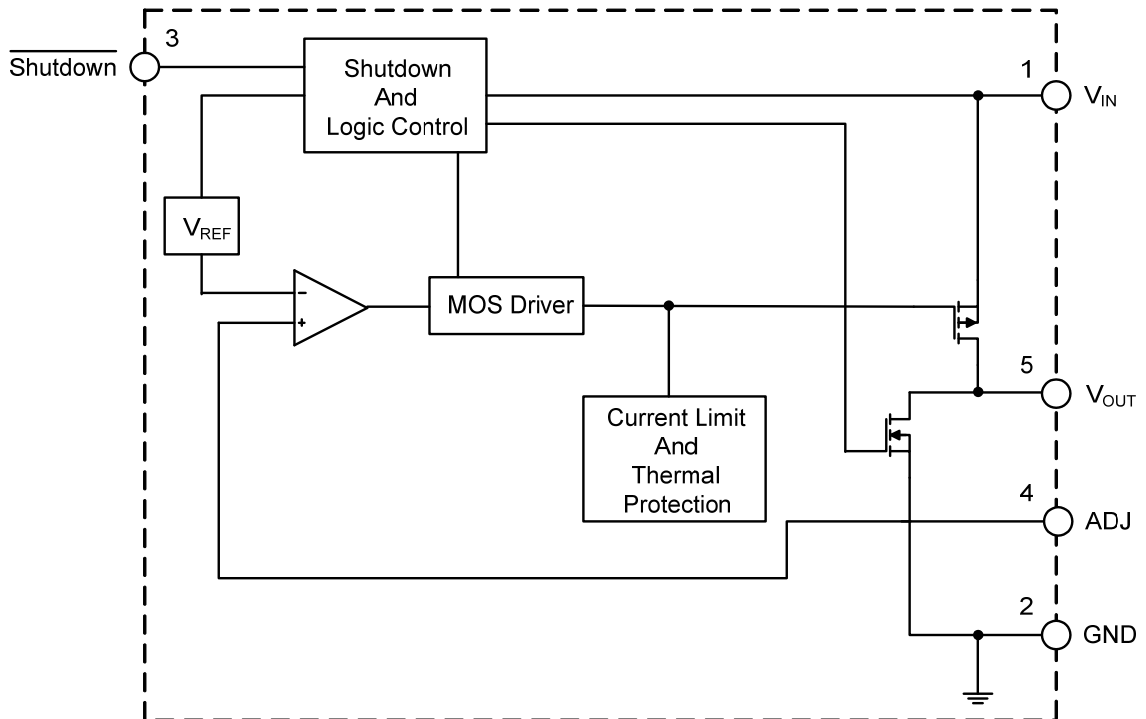 3
Shutdown
Shutdown
And
Logic Control
1
VIN
VREF
−
+
MOS Driver
5
VOUT
Current Limit
And
Thermal
Protection
4
ADJ
2
GND